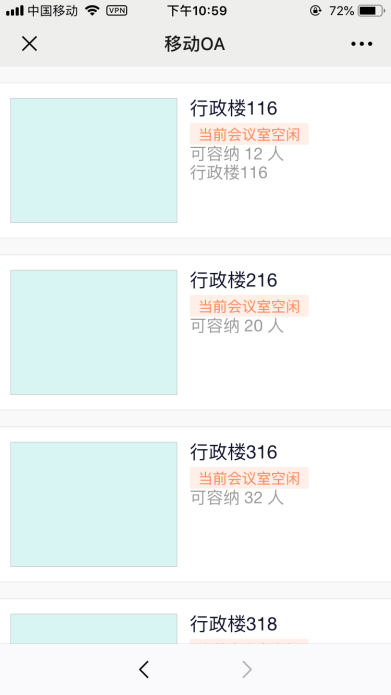 中国移动 VPN 下午10:59 72%
移动OA
行政楼116
当前会议室空闲
可容纳 12 人
行政楼116
行政楼216
当前会议室空闲
可容纳 20 人
行政楼316
当前会议室空闲
可容纳 32 人
行政楼318